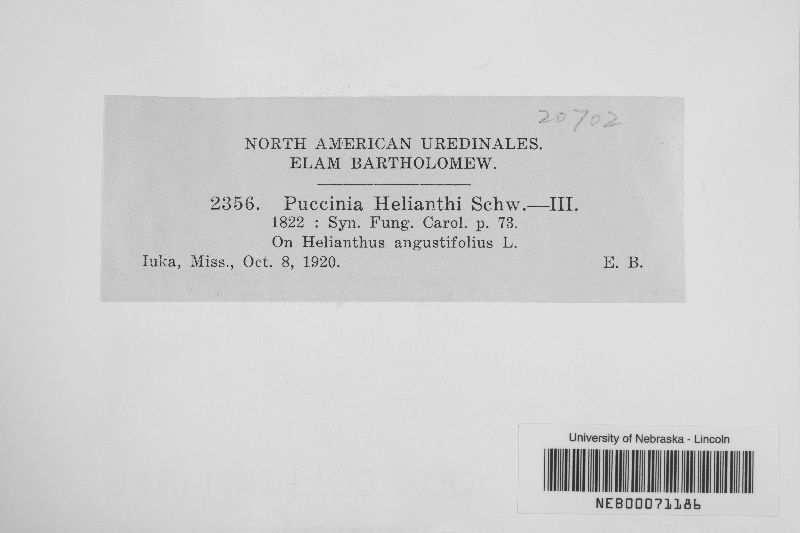 20702
NORTH AMERICAN UREDINALES.
ELAM BARTHOLOMEW.
2356. Puccinia Helianthi Schw.—III.
1822 : Syn. Fung. Carol. p. 73.
On Helianthus angustifolius L.
Iuka, Miss., Oct. 8, 1920. E. B.
University of Nebraska - Lincoln
NEB00071186